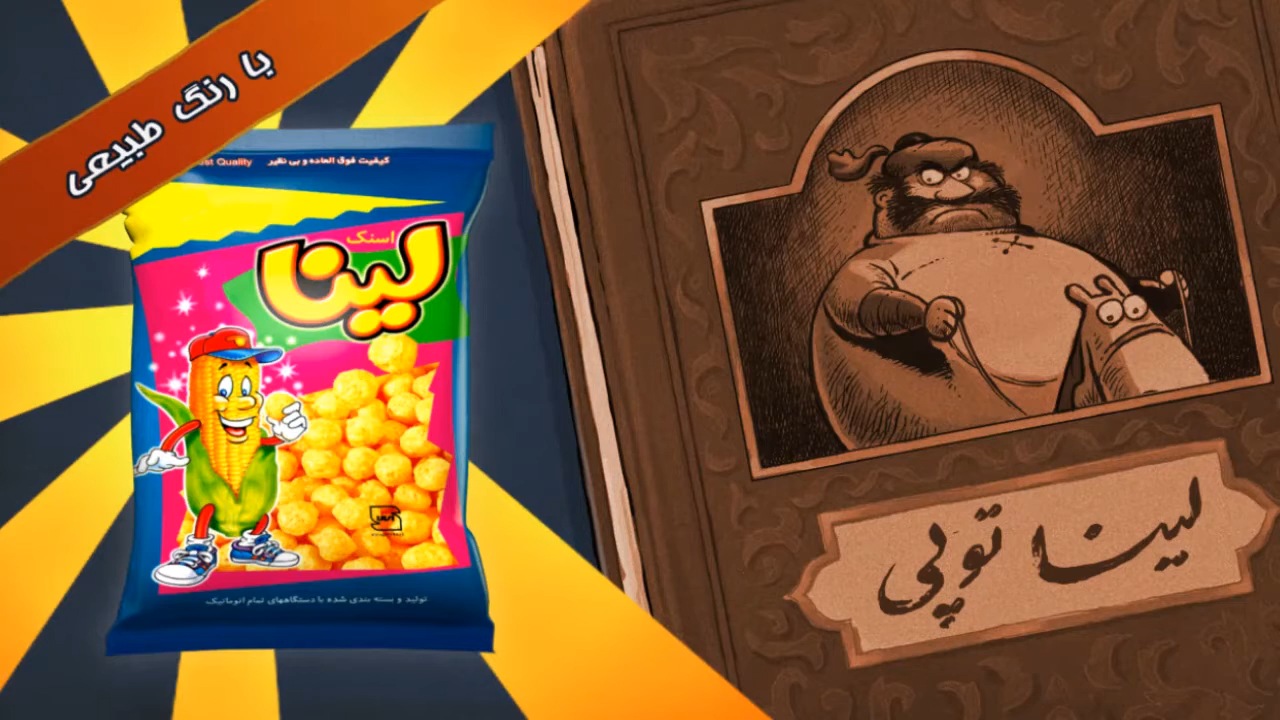 با رنگ طبیعی
کیفیت فوق العاده و بی نظیر
Quality
اسنک
لینا
تولید و بسته بندی شده با دستگاههای تمام اتوماتیک
لینا توپی